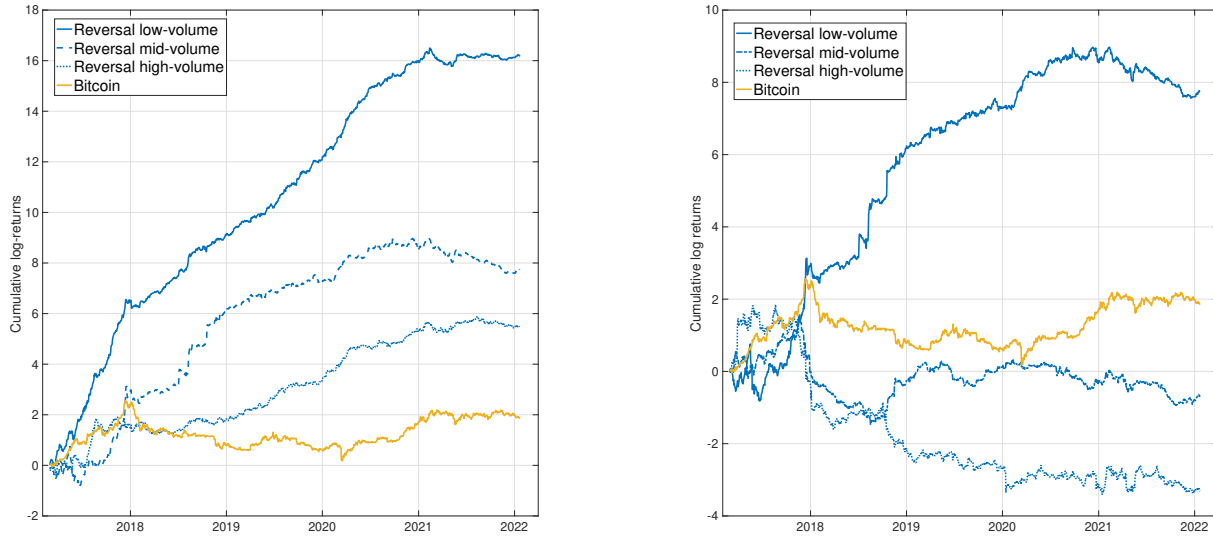 18
16
14
12
10
8
6
4
2
0
-2
Cumulative log-returns
Reversal low-volume
Reversal mid-volume
Reversal high-volume
Bitcoin
2018
2019
2020
2021
2022
10
8
6
4
2
0
-2
-4
Cumulative log returns
Reversal low-volume
Reversal mid-volume
Reversal high-volume
Bitcoin
2018
2019
2020
2021
2022